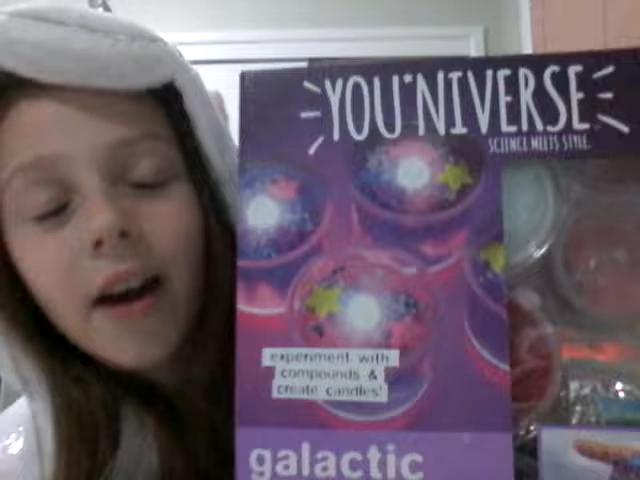 YOU*NIVERSE
SCIENCE MEETS STYLE
experiment with
compounds &
create candles!
galactic